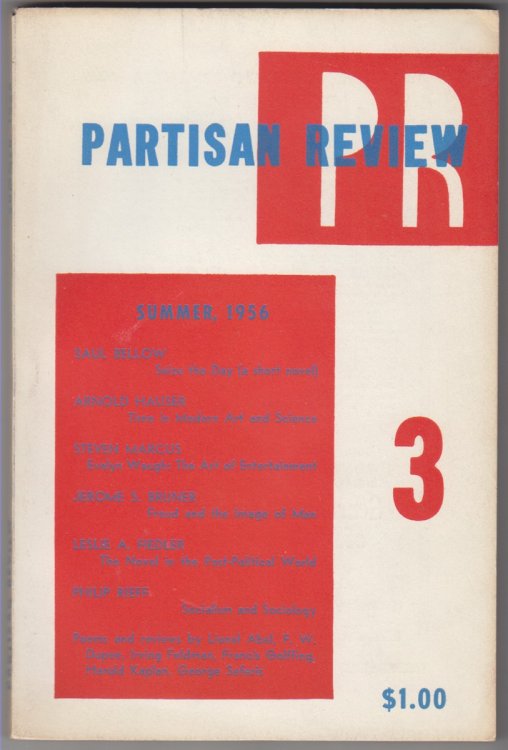 PR
PARTISAN REVIEW
SUMMER, 1956
SAUL BELLOW
Seize the Day (a short novel)
ARNOLD HAUSER
Time in Modern Art and Science
STEVEN MARCUS
Evelyn Waugh: The Art of Entertainment
JEROME S. BRUNER
Freud and the Image of Man
LESLIE A. FIEDLER
The Novel in the Post-Political World
PHILIP RIEFF
Socialism and Sociology
Poems and reviews by Lionel Abel, F. W.
Dupee, Irving Feldman, Francis Golffing,
Harold Kaplan, George Seferis
3
$1.00